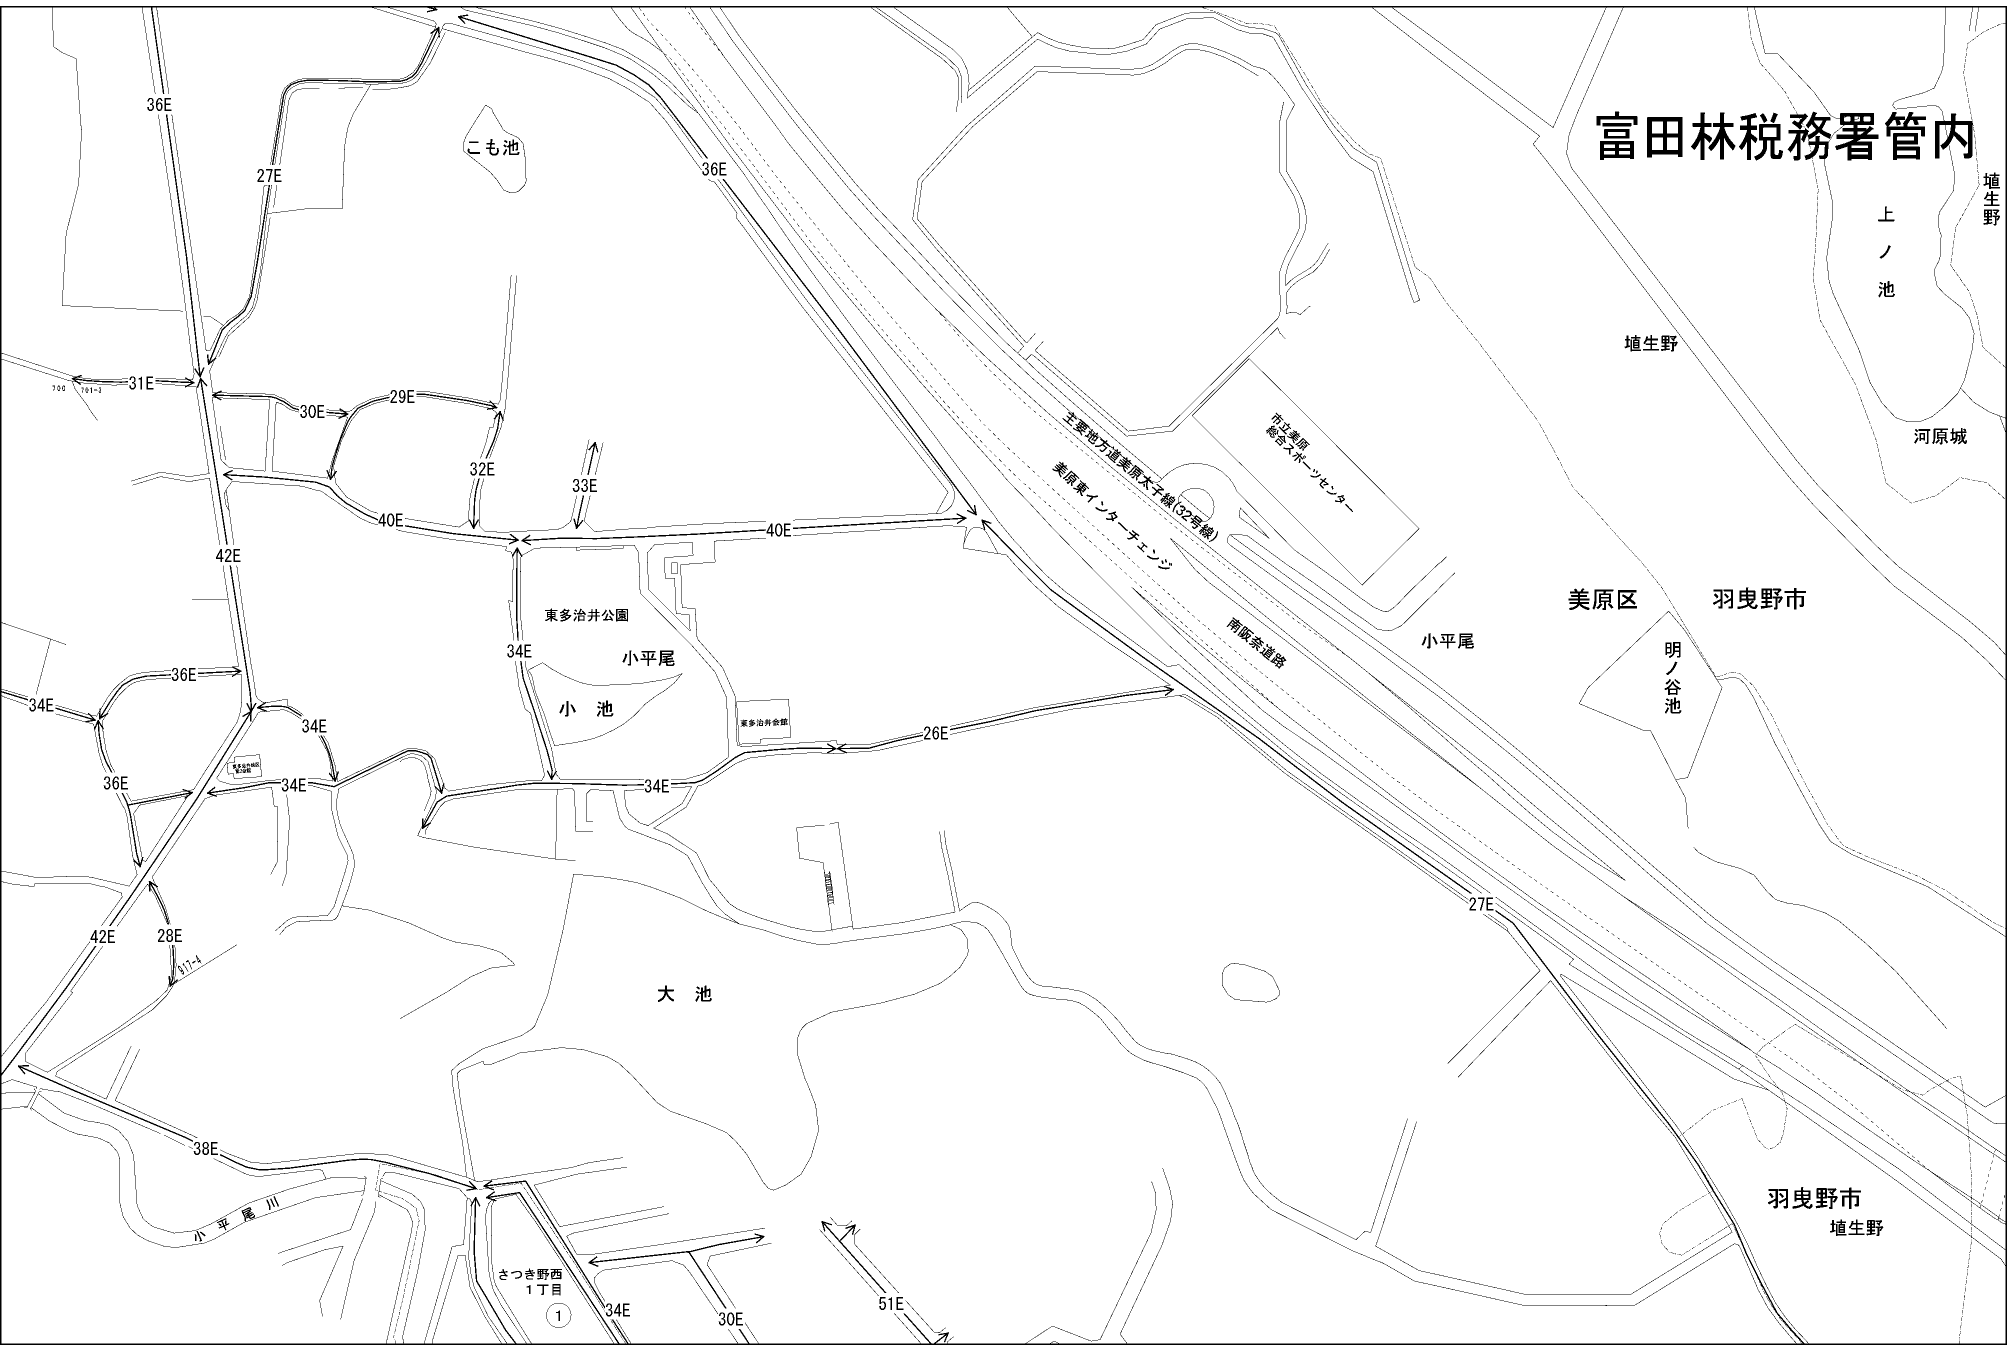 36E
27E
こも池
36E
富田林税務署管内
埴生野
上ノ池
埴生野
31E
700
701-3
30E
29E
32E
33E
40E
40E
42E
主要地方道美原太子線(32号線)
美原東インターチェンジ
南阪奈道路
市立美原
総合スポーツセンター
河原城
美原区
羽曳野市
小平尾
明ノ谷池
東多治井公園
小平尾
34E
小 池
東多治井会館
26E
36E
34E
34E
36E
34E
34E
27E
42E
28E
917-4
大 池
38E
小平尾川
羽曳野市
埴生野
さつき野西
1丁目
1
34E
30E
51E